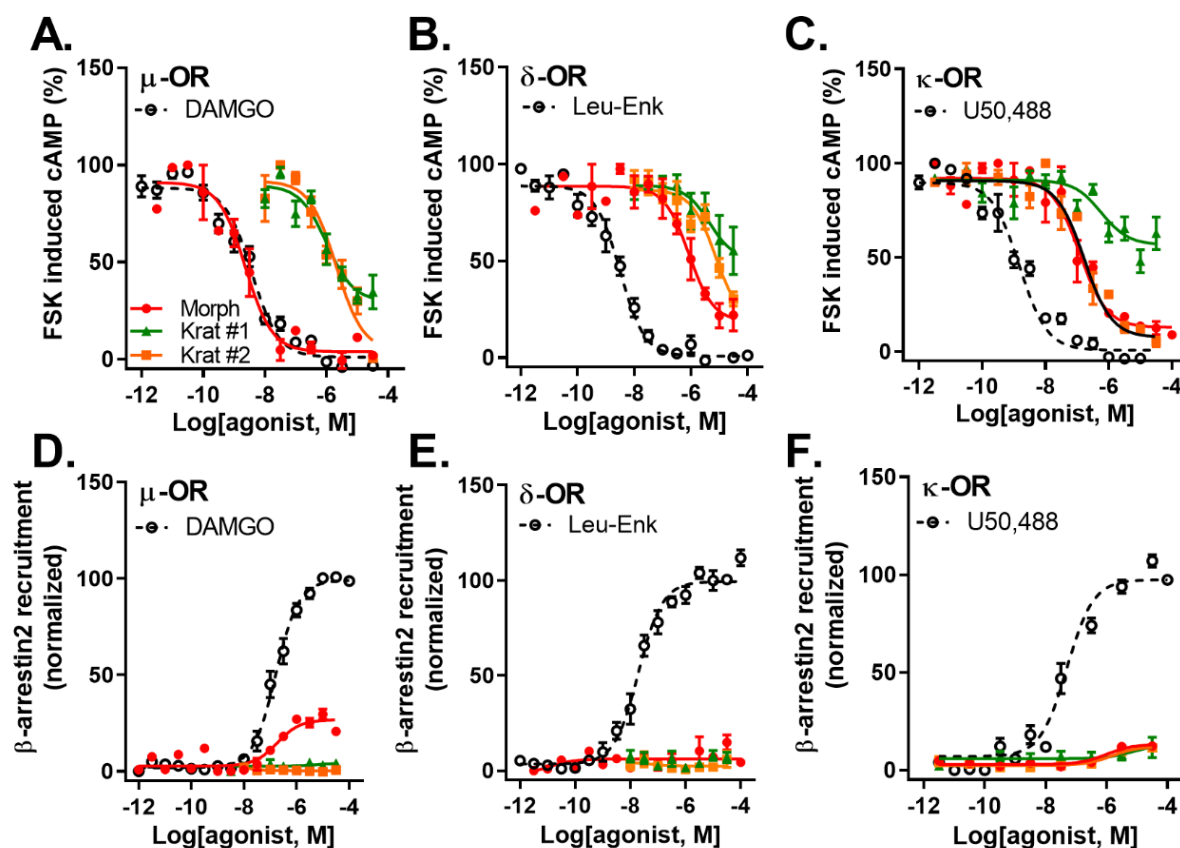 A.
μ-OR
DAMGO
FSK induced cAMP (%)
150
100
50
0
Morph
Krat #1
Krat #2
-12 -10 -8 -6 -4
Log[agonist, M]
B.
δ-OR
Leu-Enk
FSK induced cAMP (%)
150
100
50
0
-12 -10 -8 -6 -4
Log[agonist, M]
C.
κ-OR
U50,488
FSK induced cAMP (%)
150
100
50
0
-12 -10 -8 -6 -4
Log[agonist, M]
D.
μ-OR
DAMGO
β-arrestin2 recruitment
(normalized)
150
100
50
0
-12 -10 -8 -6 -4
Log[agonist, M]
E.
δ-OR
Leu-Enk
β-arrestin2 recruitment
(normalized)
150
100
50
0
-12 -10 -8 -6 -4
Log[agonist, M]
F.
κ-OR
U50,488
β-arrestin2 recruitment
(normalized)
150
100
50
0
-12 -10 -8 -6 -4
Log[agonist, M]